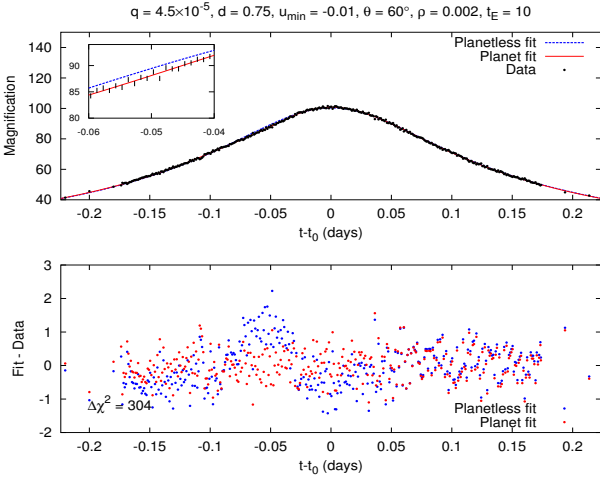 q = 4.5×10⁻⁵, d = 0.75, u_min = -0.01, θ = 60°, ρ = 0.002, t_E = 10
Planetless fit
Planet fit
Data
Magnification
140
120
100
80
60
40
90
85
80
-0.06 -0.05 -0.04
-0.2 -0.15 -0.1 -0.05 0 0.05 0.1 0.15 0.2
t-t₀ (days)
Fit - Data
3
2
1
0
-1
-2
Δχ² = 304
Planetless fit
Planet fit
-0.2 -0.15 -0.1 -0.05 0 0.05 0.1 0.15 0.2
t-t₀ (days)